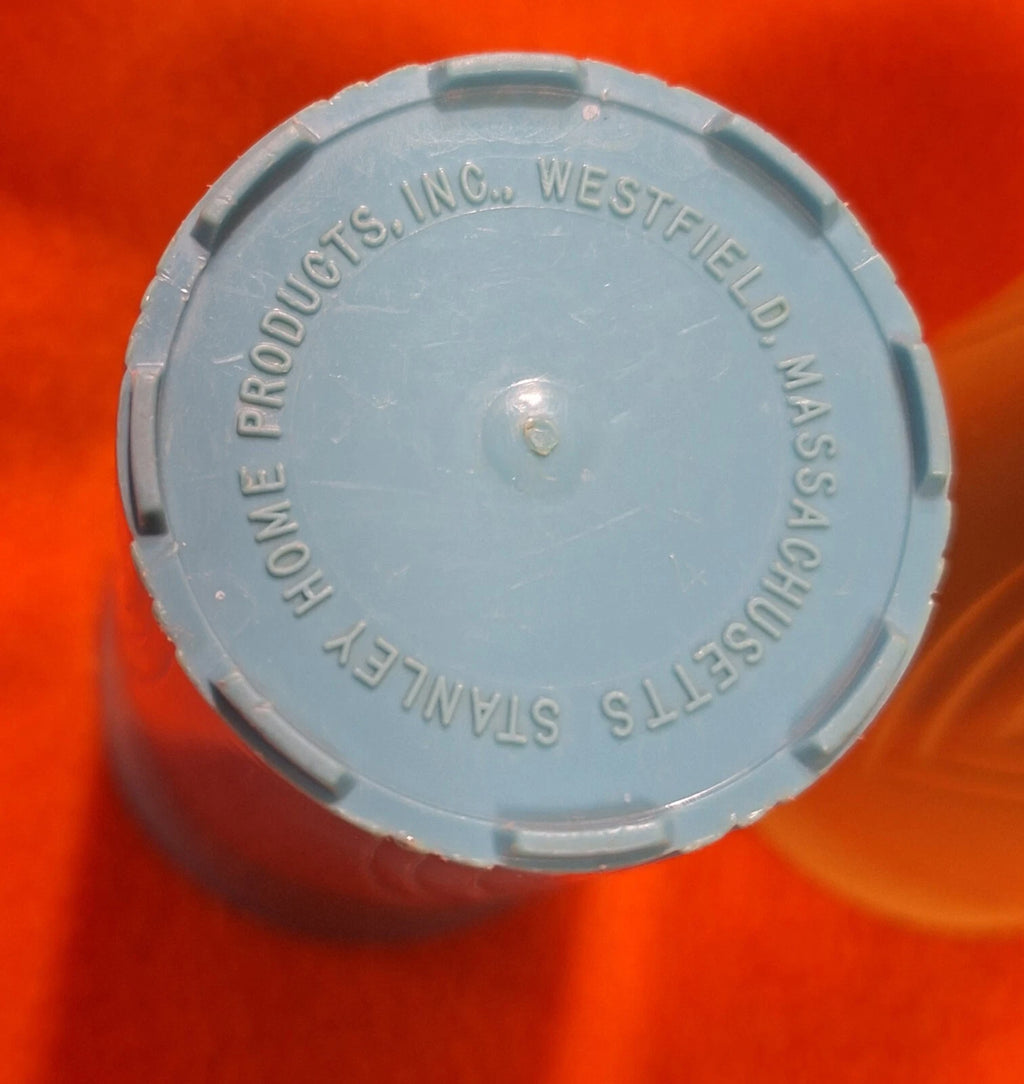 STANLEY HOME PRODUCTS, INC., WESTFIELD, MASSACHUSETTS